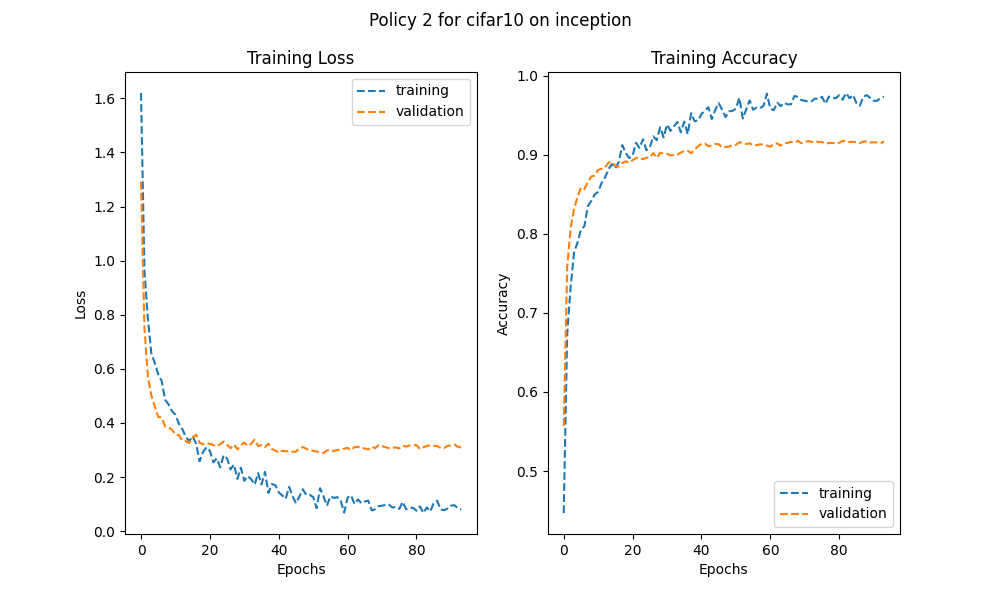 Policy 2 for cifar10 on inception
Training Loss
training
validation
1.6
1.4
1.2
1.0
0.8
0.6
0.4
0.2
0.0
Loss
0
20
40
60
80
Epochs
Training Accuracy
1.0
0.9
0.8
0.7
0.6
0.5
Accuracy
training
validation
0
20
40
60
80
Epochs